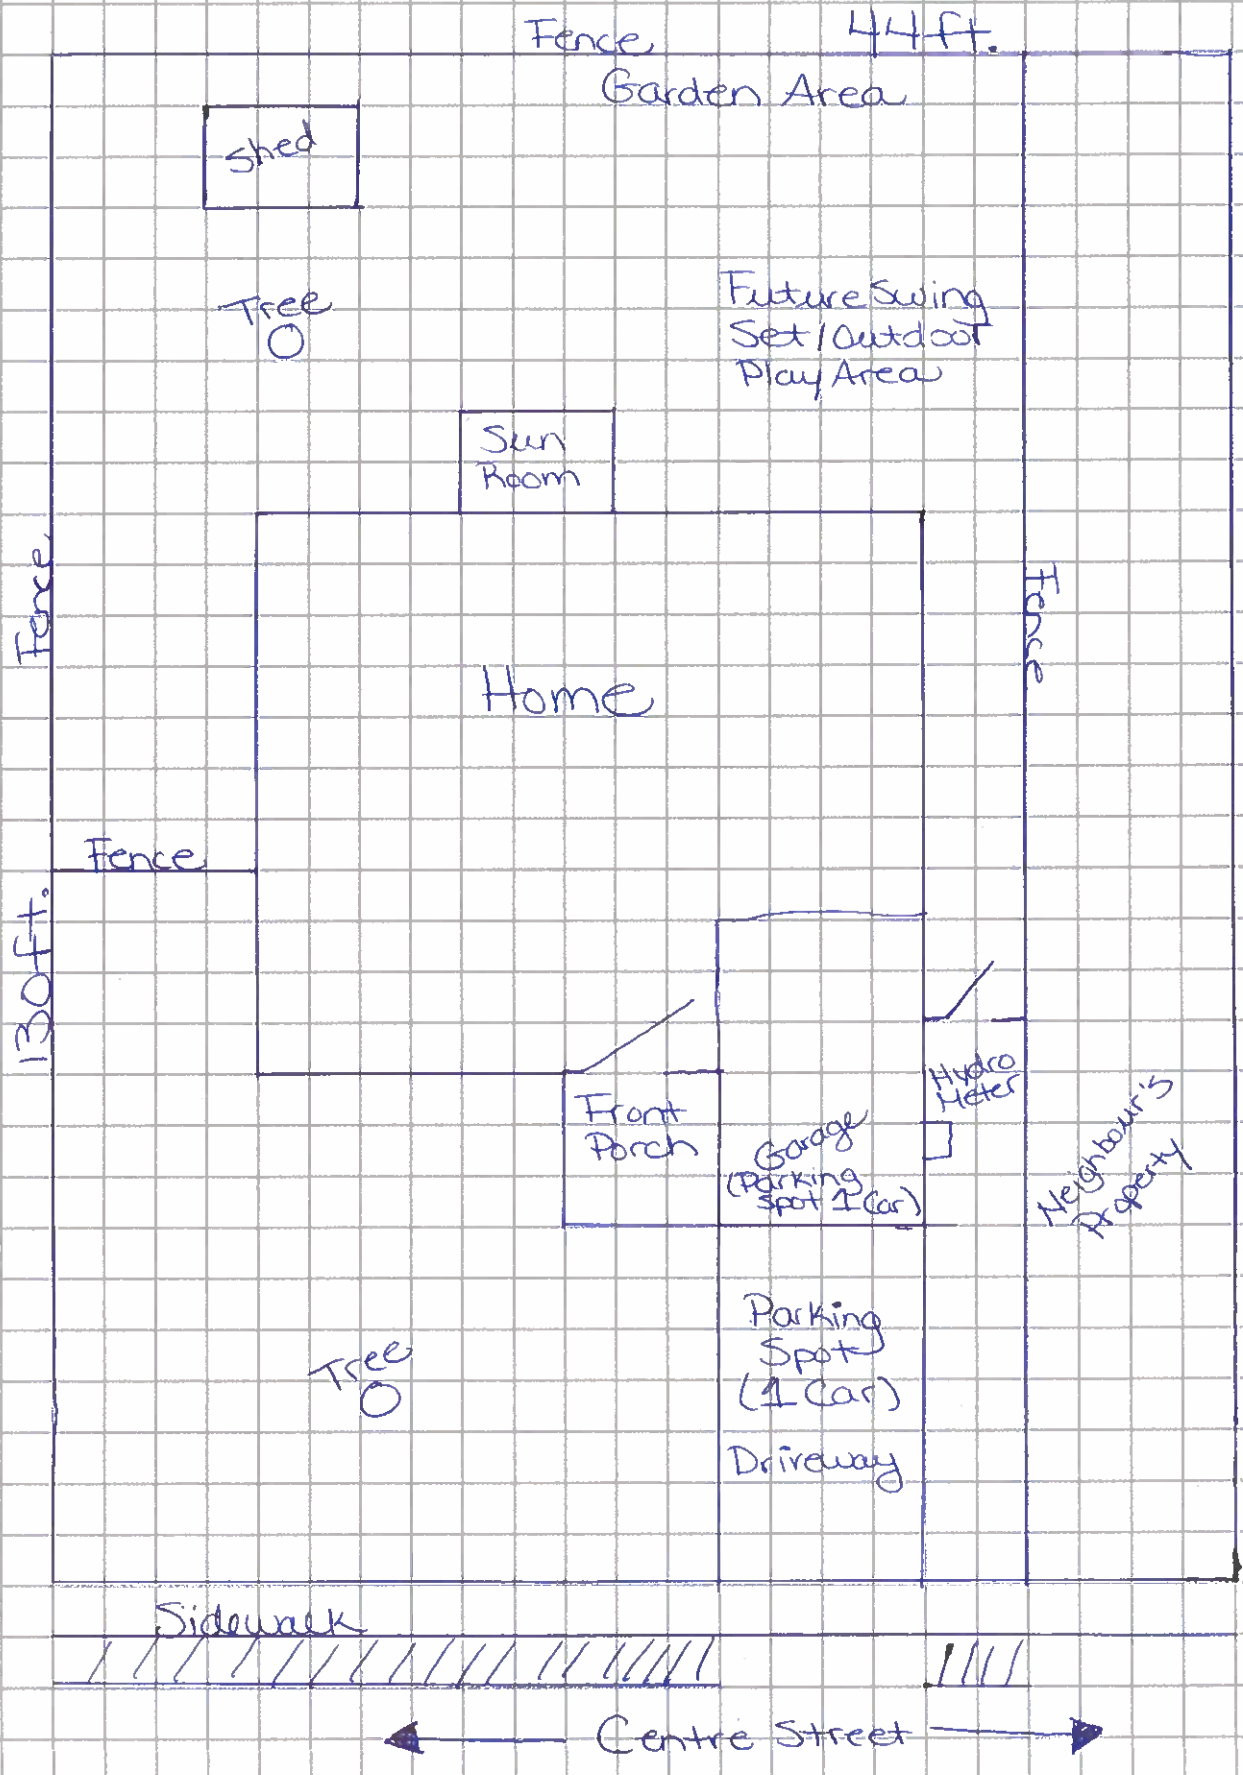 Fence
44ft.
Garden Area
Shed
Tree
Future Swing
Set/Outdoor
Play Area
Sun
Room
Fence
Fence
Home
Fence
130ft.
Hydro
Meter
Front
Porch
Garage
(Parking
Spot 1 Car)
Neighbour's
Property
Parking
Spot
(1 Car)
Tree
Driveway
Sidewalk
Centre Street